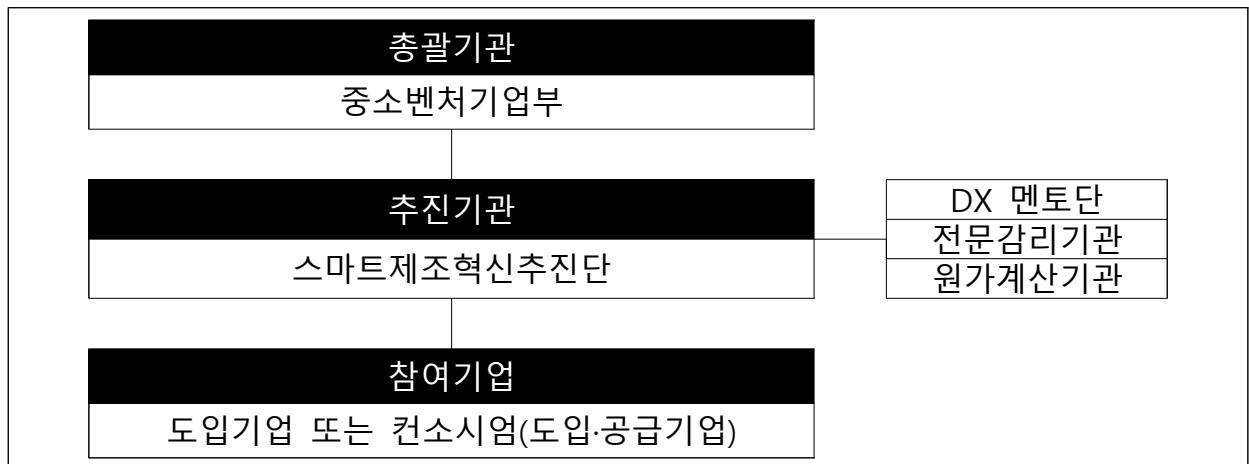 총괄기관
중소벤처기업부
추진기관
스마트제조혁신추진단
DX 멘토단
전문감리기관
원가계산기관
참여기업
도입기업 또는 컨소시엄(도입·공급기업)